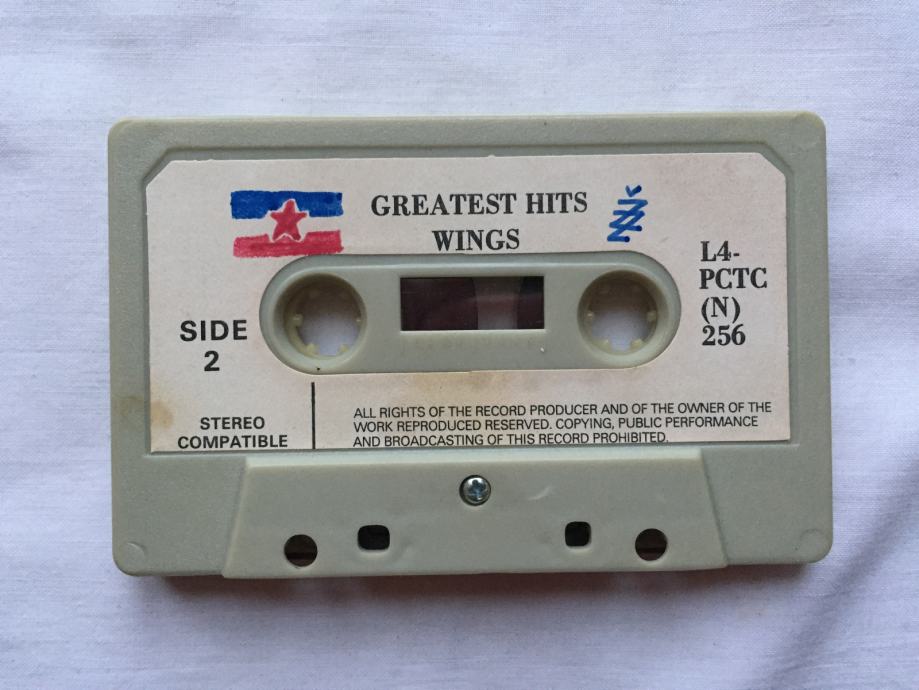 GREATEST HITS
WINGS
L4-
PCTC
(N)
256
SIDE
2
STEREO
COMPATIBLE
ALL RIGHTS OF THE RECORD PRODUCER AND OF THE OWNER OF THE
WORK REPRODUCED RESERVED. COPYING, PUBLIC PERFORMANCE
AND BROADCASTING OF THIS RECORD PROHIBITED.